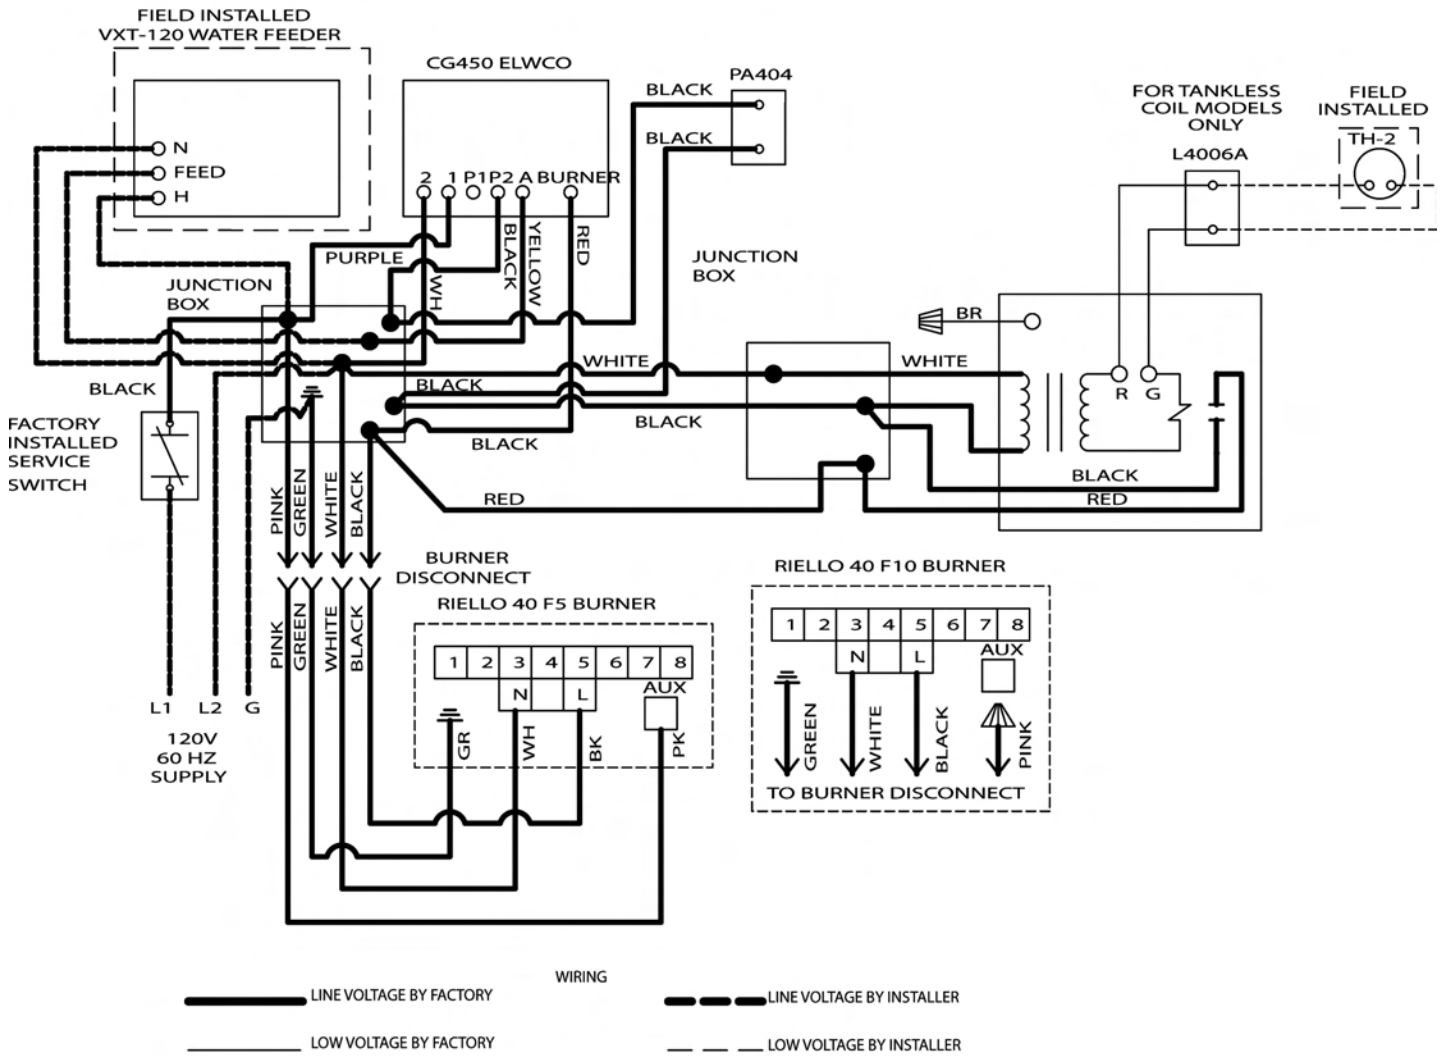 FIELD INSTALLED
VXT-120 WATER FEEDER
CG450 ELWCO
PA404
BLACK
BLACK
FOR TANKLESS
COIL MODELS
ONLY
L4006A
FIELD
INSTALLED
TH-2
N
FEED
H
2 1 P1 P2 A BURNER
PURPLE
WH
BLACK
YELLOW
RED
JUNCTION
BOX
JUNCTION
BOX
BR
WHITE
WHITE
BLACK
BLACK
BLACK
BLACK
R G
FACTORY
INSTALLED
SERVICE
SWITCH
BLACK
RED
RED
PINK
GREEN
WHITE
BLACK
BURNER
DISCONNECT
PINK
GREEN
WHITE
BLACK
RIELLO 40 F5 BURNER
1 2 3 4 5 6 7 8
N L
AUX
GR
WH
BK
PK
RIELLO 40 F10 BURNER
1 2 3 4 5 6 7 8
N L
AUX
GREEN
WHITE
BLACK
PINK
TO BURNER DISCONNECT
L1 L2 G
120V
60 HZ
SUPPLY
WIRING
LINE VOLTAGE BY FACTORY
LINE VOLTAGE BY INSTALLER
LOW VOLTAGE BY FACTORY
LOW VOLTAGE BY INSTALLER